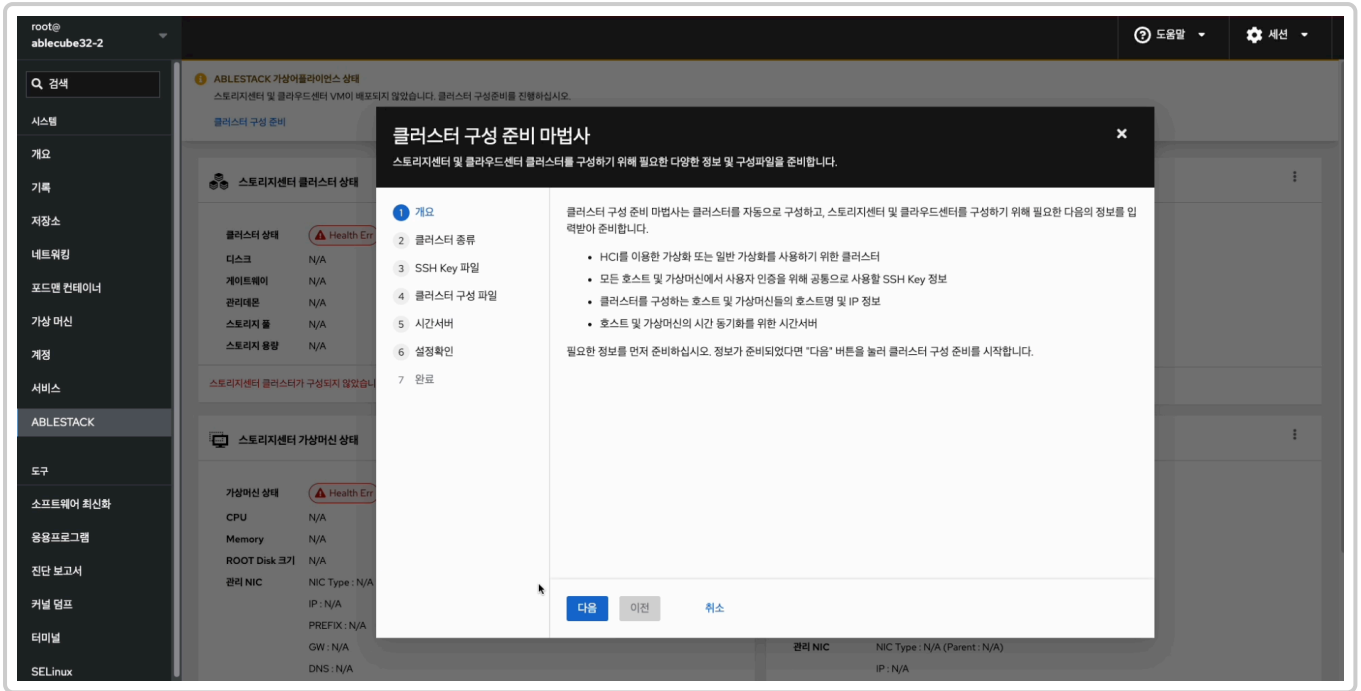 root@
ablecube32-2
도움말
세션
검색
시스템
개요
기록
저장소
네트워킹
포드맨 컨테이너
가상 머신
계정
서비스
ABLESTACK
도구
소프트웨어 최신화
응용프로그램
진단 보고서
커널 덤프
터미널
SELinux
ABLESTACK 가상어플라이언스 상태
스토리지센터 및 클라우드센터 VM이 배포되지 않았습니다. 클러스터 구성준비를 진행하십시오.
클러스터 구성 준비
스토리지센터 클러스터 상태
클러스터 상태 Health Err
디스크 N/A
게이트웨이 N/A
관리데몬 N/A
스토리지 풀 N/A
스토리지 용량 N/A
스토리지센터 클러스터가 구성되지 않았습니
스토리지센터 가상머신 상태
가상머신 상태 Health Err
CPU N/A
Memory N/A
ROOT Disk 크기 N/A
관리 NIC NIC Type : N/A
IP : N/A
PREFIX : N/A
GW : N/A
DNS : N/A
클러스터 구성 준비 마법사
스토리지센터 및 클라우드센터 클러스터를 구성하기 위해 필요한 다양한 정보 및 구성파일을 준비합니다.
1 개요
2 클러스터 종류
3 SSH Key 파일
4 클러스터 구성 파일
5 시간서버
6 설정확인
7 완료
클러스터 구성 준비 마법사는 클러스터를 자동으로 구성하고, 스토리지센터 및 클라우드센터를 구성하기 위해 필요한 다음의 정보를 입
력받아 준비합니다.
• HCI를 이용한 가상화 또는 일반 가상화를 사용하기 위한 클러스터
• 모든 호스트 및 가상머신에서 사용자 인증을 위해 공통으로 사용할 SSH Key 정보
• 클러스터를 구성하는 호스트 및 가상머신들의 호스트명 및 IP 정보
• 호스트 및 가상머신의 시간 동기화를 위한 시간서버
필요한 정보를 먼저 준비하십시오. 정보가 준비되었다면 "다음" 버튼을 눌러 클러스터 구성 준비를 시작합니다.
다음 이전 취소
관리 NIC NIC Type : N/A (Parent : N/A)
IP : N/A